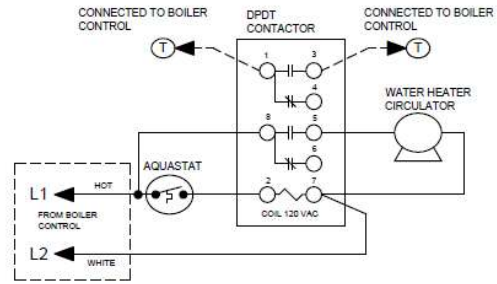 CONNECTED TO BOILER
CONTROL
DPDT
CONTACTOR
CONNECTED TO BOILER
CONTROL
T
T
1
3
4
WATER HEATER
CIRCULATOR
8
5
6
AQUASTAT
2
7
COIL 120 VAC
L1
HOT
FROM BOILER
CONTROL
L2
WHITE